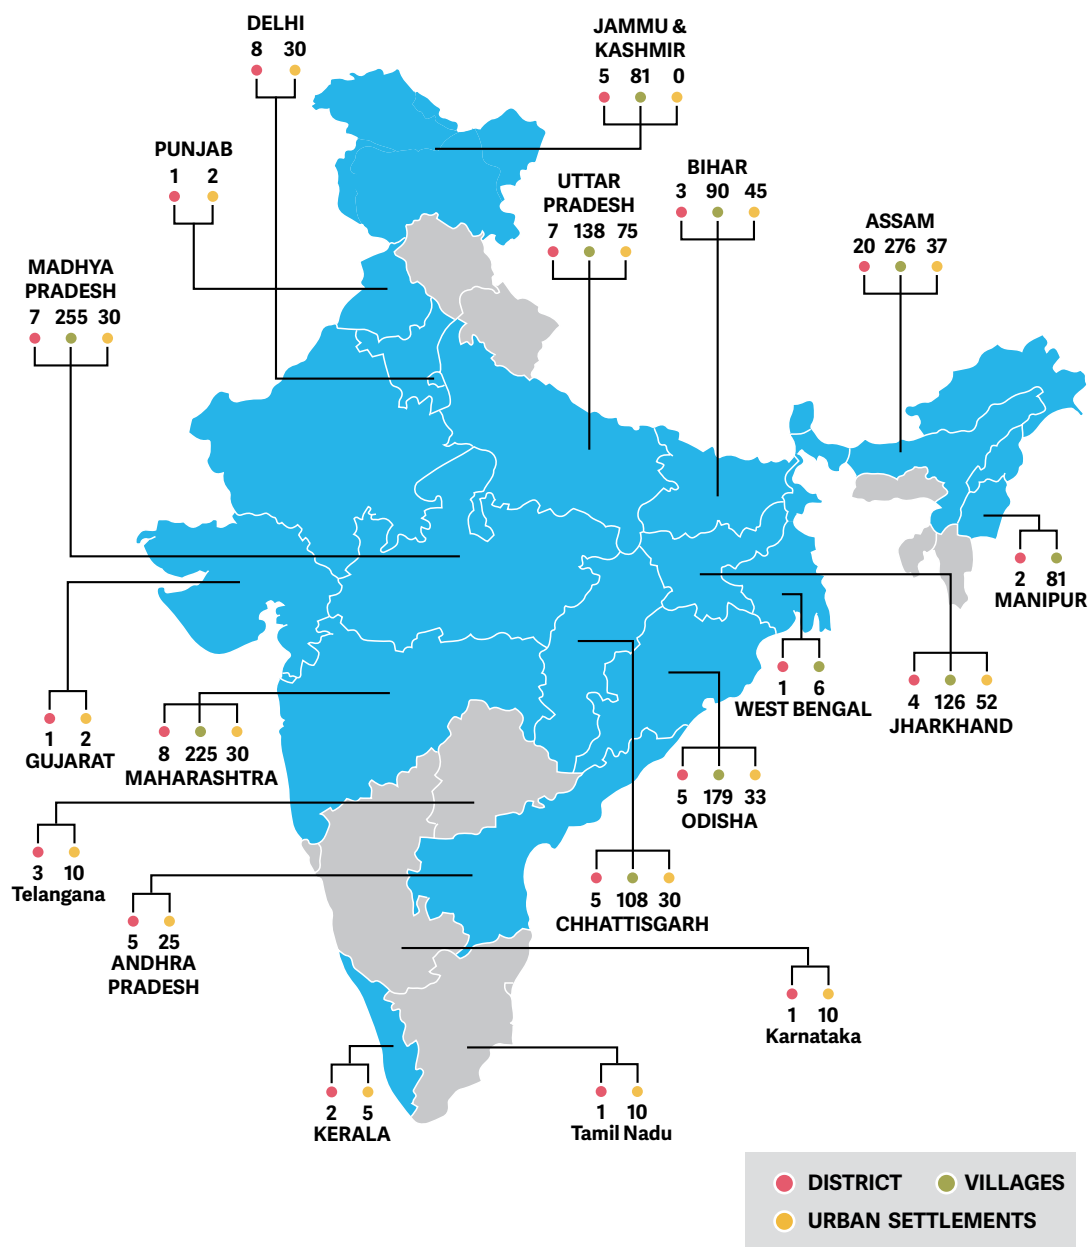 DELHI
8 30
JAMMU &
KASHMIR
5 81 0
PUNJAB
1 2
UTTAR
PRADESH
7 138 75
BIHAR
3 90 45
ASSAM
20 276 37
MADHYA
PRADESH
7 255 30
2 81
MANIPUR
1 6
WEST BENGAL
4 126 52
JHARKHAND
1 2
GUJARAT
8 225 30
MAHARASHTRA
5 179 33
ODISHA
3 10
Telangana
5 108 30
CHHATTISGARH
5 25
ANDHRA
PRADESH
1 10
Karnataka
2 5
KERALA
1 10
Tamil Nadu
DISTRICT VILLAGES
URBAN SETTLEMENTS